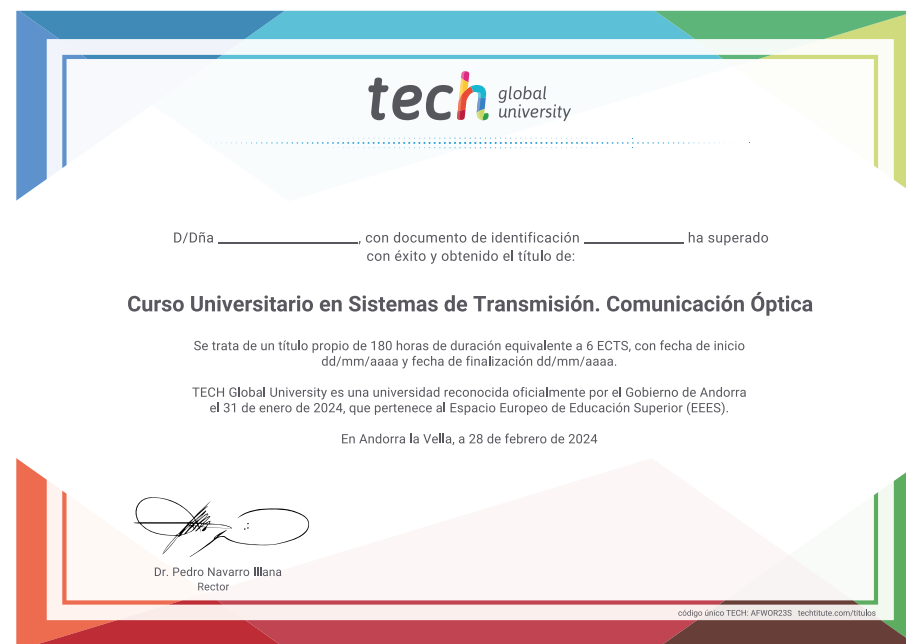 tech global university
D/Dña ____________________, con documento de identificación ______________ ha superado
con éxito y obtenido el título de:
Curso Universitario en Sistemas de Transmisión. Comunicación Óptica
Se trata de un título propio de 180 horas de duración equivalente a 6 ECTS, con fecha de inicio
dd/mm/aaaa y fecha de finalización dd/mm/aaaa.
TECH Global University es una universidad reconocida oficialmente por el Gobierno de Andorra
el 31 de enero de 2024, que pertenece al Espacio Europeo de Educación Superior (EEES).
En Andorra la Vella, a 28 de febrero de 2024
Dr. Pedro Navarro Illana
Rector
código único TECH: AFWOR23S techtitute.com/titulos